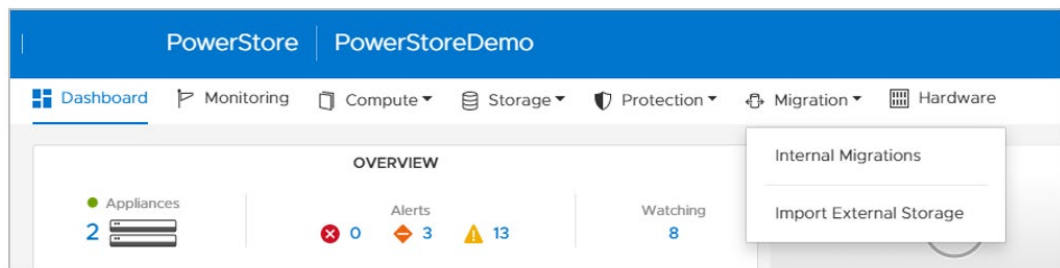 PowerStore PowerStoreDemo
Dashboard Monitoring Compute Storage Protection Migration Hardware
Internal Migrations
Import External Storage
OVERVIEW
Appliances
2
Alerts
0 3 13
Watching
8